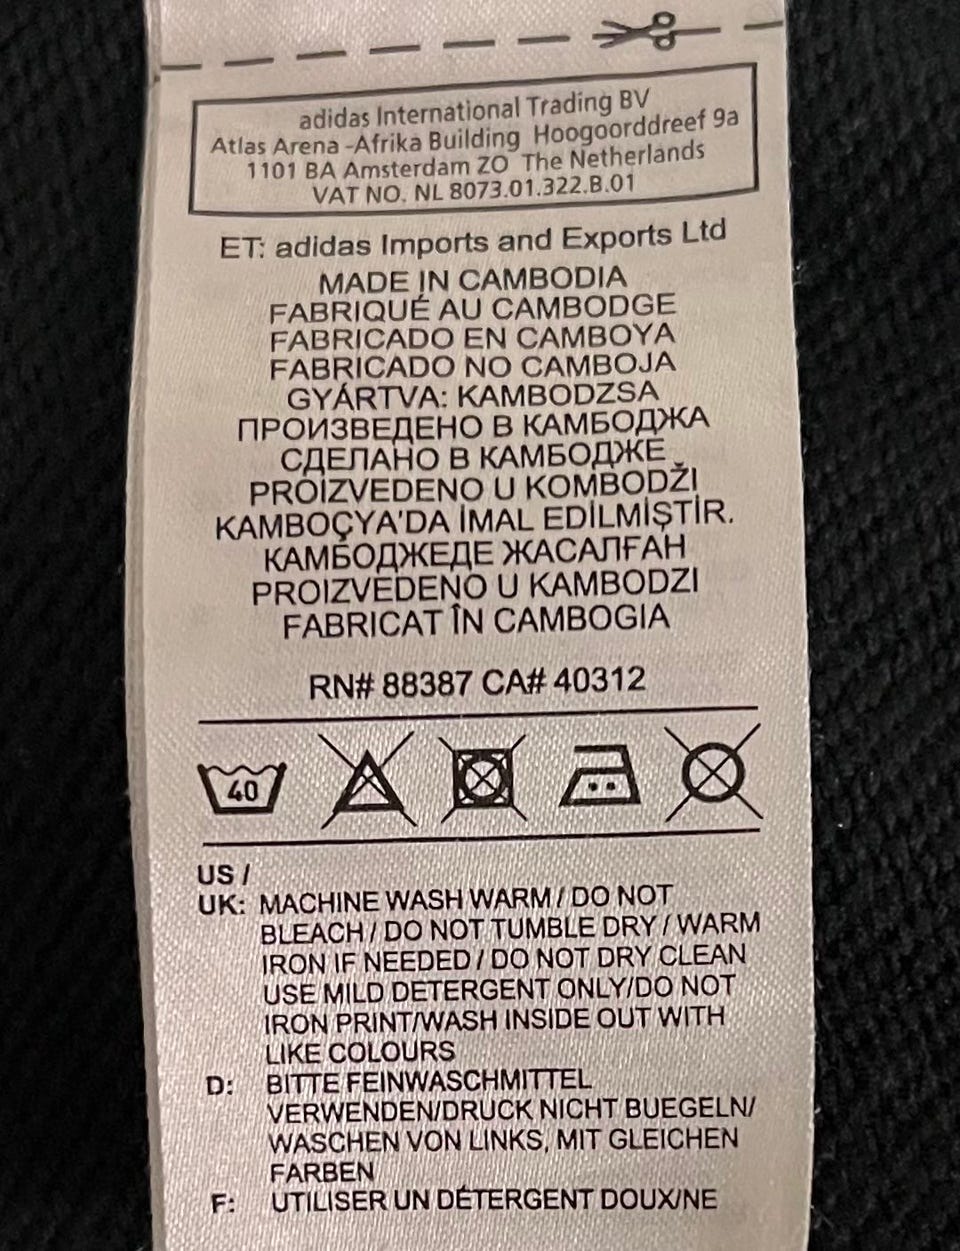 adidas International Trading BV
Atlas Arena -Afrika Building Hoogoorddreef 9a
1101 BA Amsterdam ZO The Netherlands
VAT NO. NL 8073.01.322.B.01
ET: adidas Imports and Exports Ltd
MADE IN CAMBODIA
FABRIQUÉ AU CAMBODGE
FABRICADO EN CAMBOYA
FABRICADO NO CAMBOJA
GYÁRTVA: KAMBODZSA
ПРОИЗВЕДЕНО В КАМБОДЖА
СДЕЛАНО В КАМБОДЖЕ
PROIZVEDENO U KOMBODŽI
KAMBOÇYA'DA İMAL EDİLMİŞTİR.
КАМБОДЖЕДЕ ЖАСАЛҒАН
PROIZVEDENO U KAMBODZI
FABRICAT ÎN CAMBOGIA
RN# 88387 CA# 40312
40
US /
UK: MACHINE WASH WARM / DO NOT
BLEACH / DO NOT TUMBLE DRY / WARM
IRON IF NEEDED / DO NOT DRY CLEAN
USE MILD DETERGENT ONLY/DO NOT
IRON PRINT/WASH INSIDE OUT WITH
LIKE COLOURS
D: BITTE FEINWASCHMITTEL
VERWENDEN/DRUCK NICHT BUEGELN/
WASCHEN VON LINKS, MIT GLEICHEN
FARBEN
F: UTILISER UN DÉTERGENT DOUX/NE